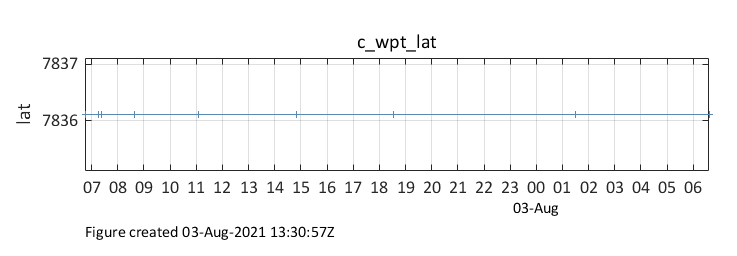 c_wpt_lat
7837
7836
lat
07 08 09 10 11 12 13 14 15 16 17 18 19 20 21 22 23 00 01 02 03 04 05 06
03-Aug
Figure created 03-Aug-2021 13:30:57Z